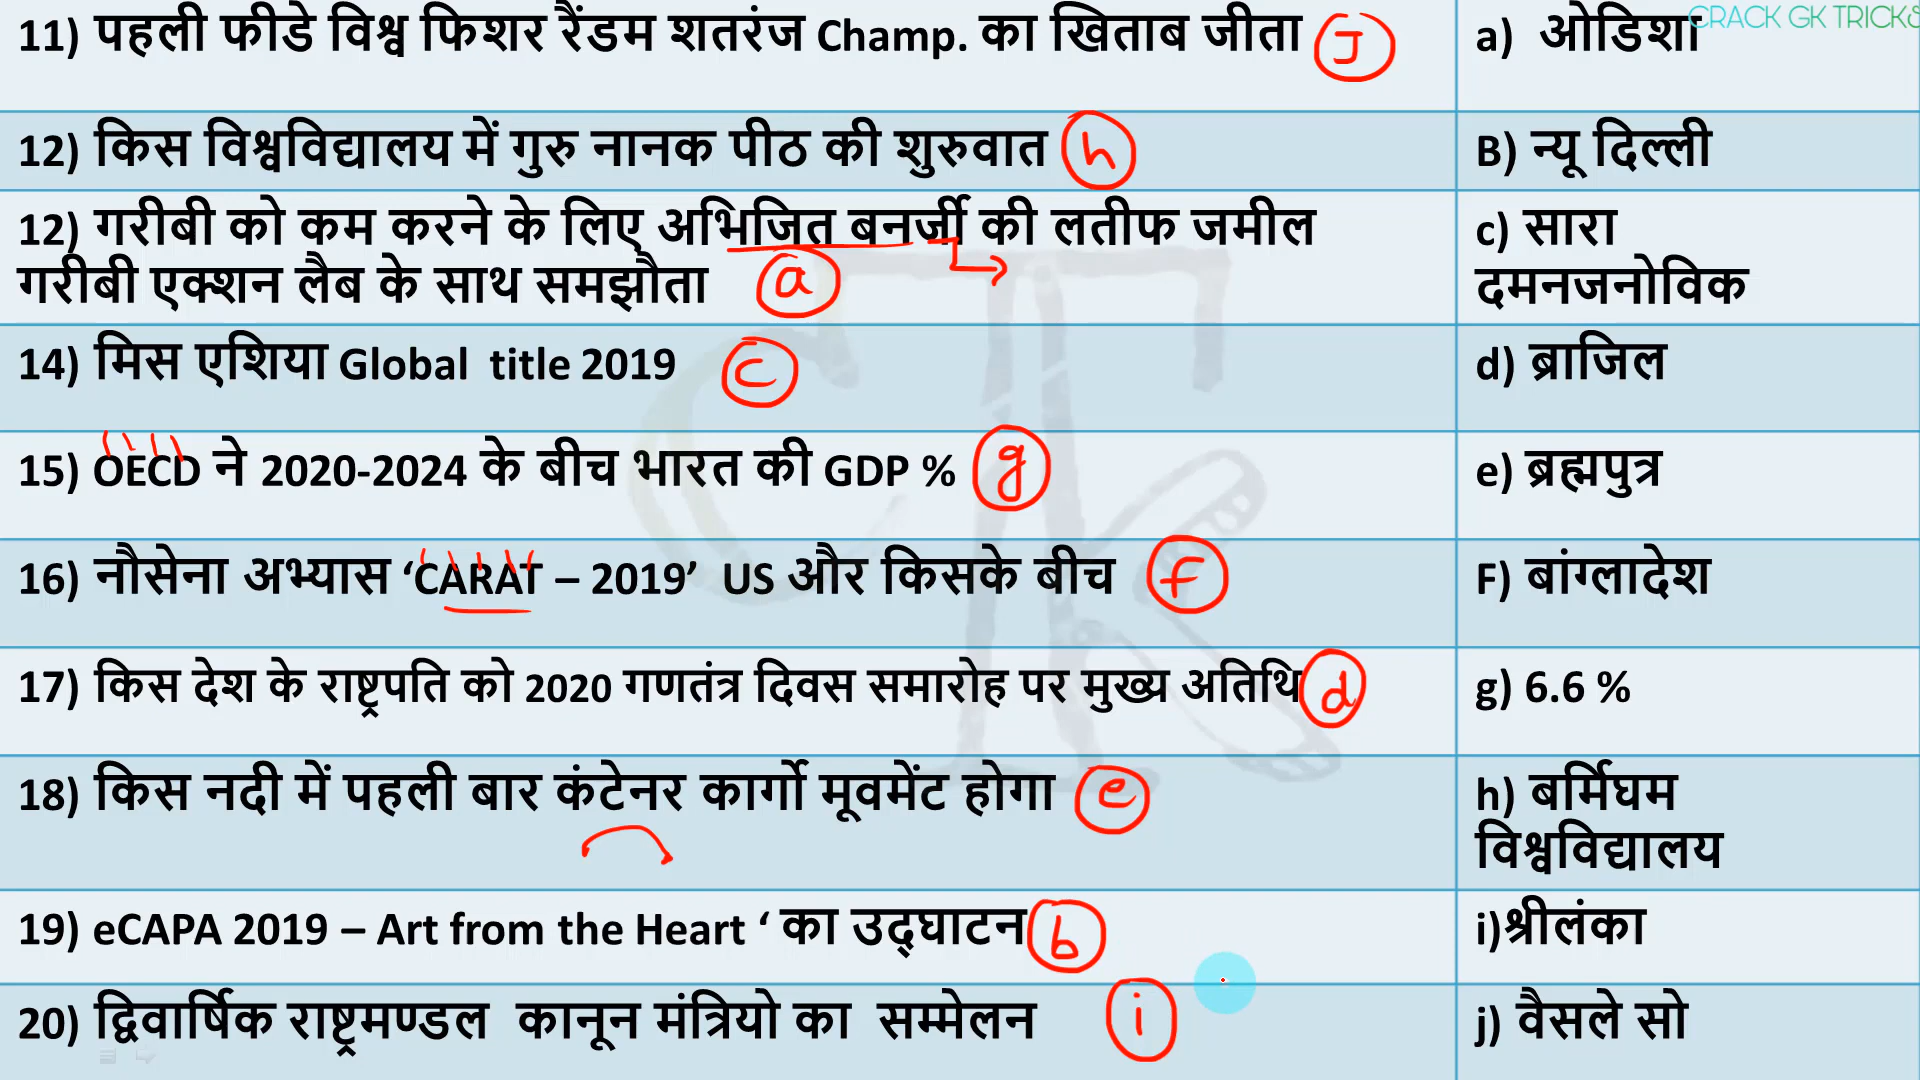 CRACK GK TRICKS
11) पहली फीडे विश्व फिशर रैंडम शतरंज Champ. का खिताब जीता J
a) ओडिशा
12) किस विश्वविद्यालय में गुरु नानक पीठ की शुरुवात h
B) न्यू दिल्ली
12) गरीबी को कम करने के लिए अभिजित बनर्जी की लतीफ जमील
गरीबी एक्शन लैब के साथ समझौता a
c) सारा
दमनजनोविक
14) मिस एशिया Global title 2019 c
d) ब्राजिल
15) OECD ने 2020-2024 के बीच भारत की GDP % g
e) ब्रह्मपुत्र
16) नौसेना अभ्यास ‘CARAT – 2019’ US और किसके बीच f
F) बांग्लादेश
17) किस देश के राष्ट्रपति को 2020 गणतंत्र दिवस समारोह पर मुख्य अतिथि d
g) 6.6 %
18) किस नदी में पहली बार कंटेनर कार्गो मूवमेंट होगा e
h) बर्मिघम
विश्वविद्यालय
19) eCAPA 2019 – Art from the Heart ‘ का उद्घाटन b
i)श्रीलंका
20) द्विवार्षिक राष्ट्रमण्डल कानून मंत्रियो का सम्मेलन i
j) वैसले सो